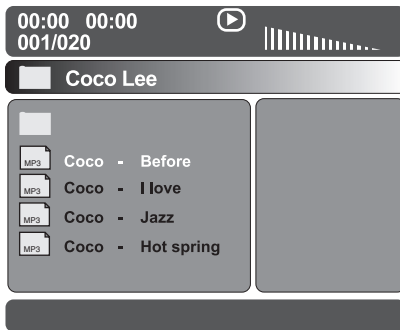 00:00 00:00
001/020
Coco Lee
MP3 Coco - Before
MP3 Coco - I love
MP3 Coco - Jazz
MP3 Coco - Hot spring